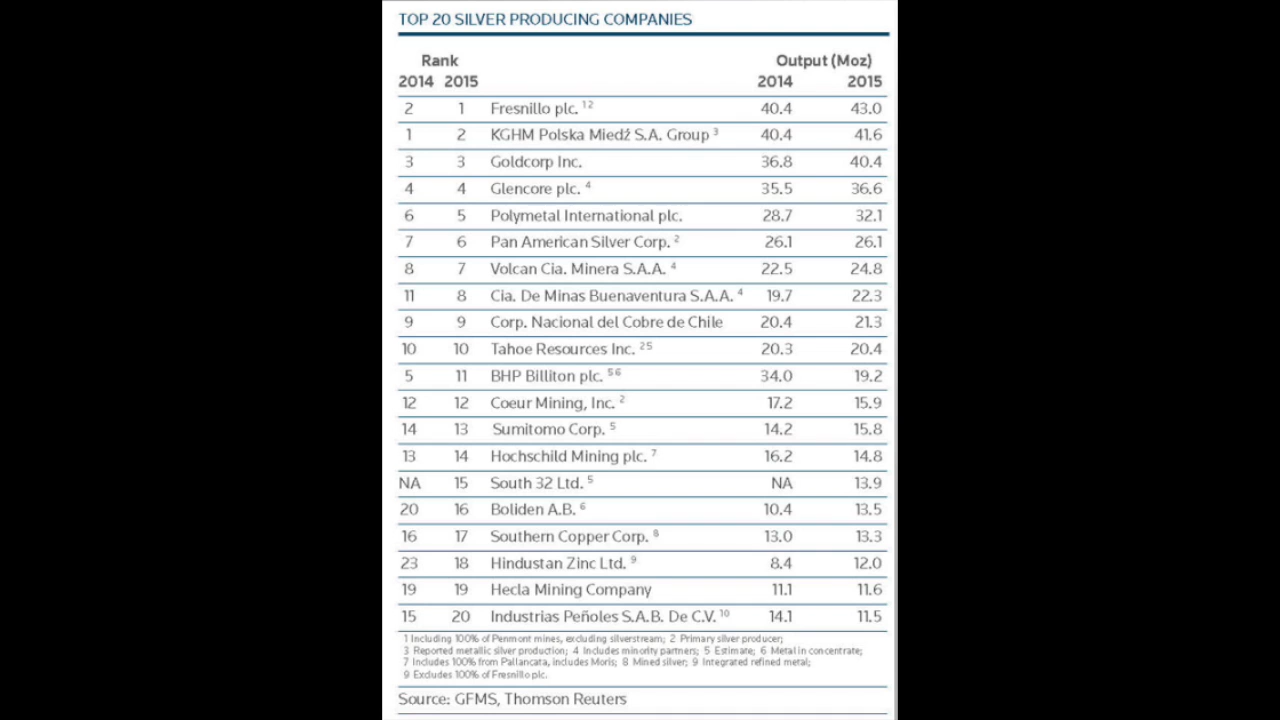 TOP 20 SILVER PRODUCING COMPANIES
Rank Output (Moz)
2014 2015 2014 2015
2 1 Fresnillo plc. 1 2 40.4 43.0
1 2 KGHM Polska Miedź S.A. Group 3 40.4 41.6
3 3 Goldcorp Inc. 36.8 40.4
4 4 Glencore plc. 4 35.5 36.6
6 5 Polymetal International plc. 28.7 32.1
7 6 Pan American Silver Corp. 2 26.1 26.1
8 7 Volcan Cia. Minera S.A.A. 4 22.5 24.8
11 8 Cia. De Minas Buenaventura S.A.A. 4 19.7 22.3
9 9 Corp. Nacional del Cobre de Chile 20.4 21.3
10 10 Tahoe Resources Inc. 2 5 20.3 20.4
5 11 BHP Billiton plc. 5 6 34.0 19.2
12 12 Coeur Mining, Inc. 2 17.2 15.9
14 13 Sumitomo Corp. 5 14.2 15.8
13 14 Hochschild Mining plc. 7 16.2 14.8
NA 15 South 32 Ltd. 5 NA 13.9
20 16 Boliden A.B. 6 10.4 13.5
16 17 Southern Copper Corp. 8 13.0 13.3
23 18 Hindustan Zinc Ltd. 9 8.4 12.0
19 19 Hecla Mining Company 11.1 11.6
15 20 Industrias Peñoles S.A.B. De C.V. 10 14.1 11.5
1 Including 100% of Penmont mines, excluding silverstream; 2 Primary silver producer;
3 Reported metallic silver production; 4 Includes minority partners; 5 Estimate; 6 Metal in concentrate;
7 Includes 100% from Pallancata, includes Moris; 8 Mined silver; 9 Integrated refined metal;
9 Excludes 100% of Fresnillo plc.
Source: GFMS, Thomson Reuters